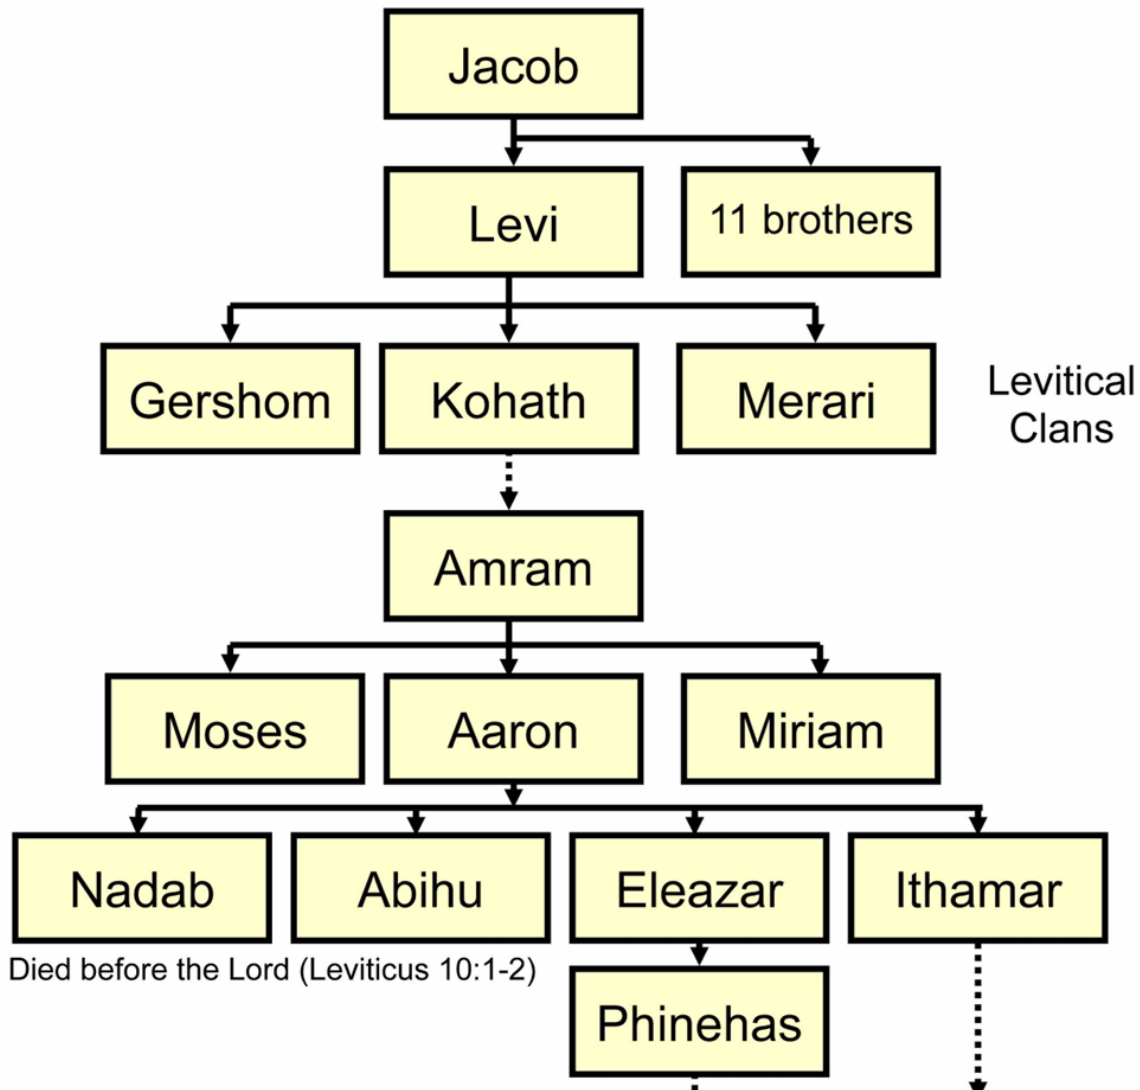 Jacob
Levi
11 brothers
Gershom
Kohath
Merari
Levitical
Clans
Amram
Moses
Aaron
Miriam
Nadab
Abihu
Eleazar
Ithamar
Died before the Lord (Leviticus 10:1-2)
Phinehas